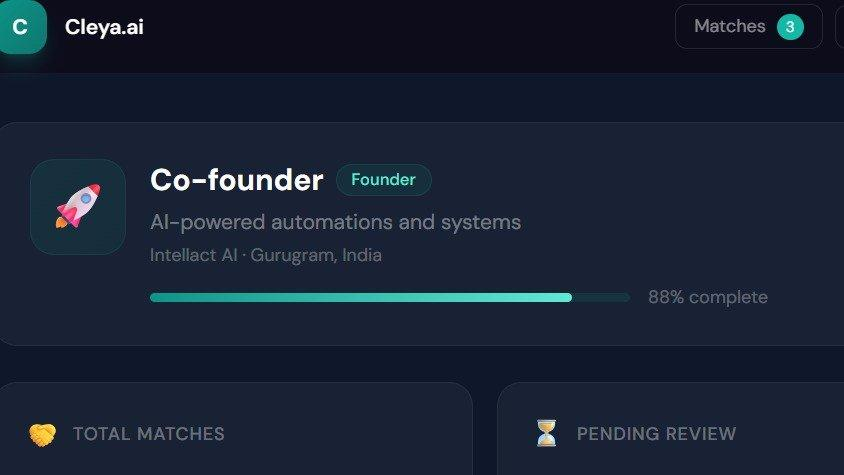 C Cleya.ai Matches 3
Co-founder Founder
AI-powered automations and systems
Intellact AI · Gurugram, India
88% complete
TOTAL MATCHES PENDING REVIEW